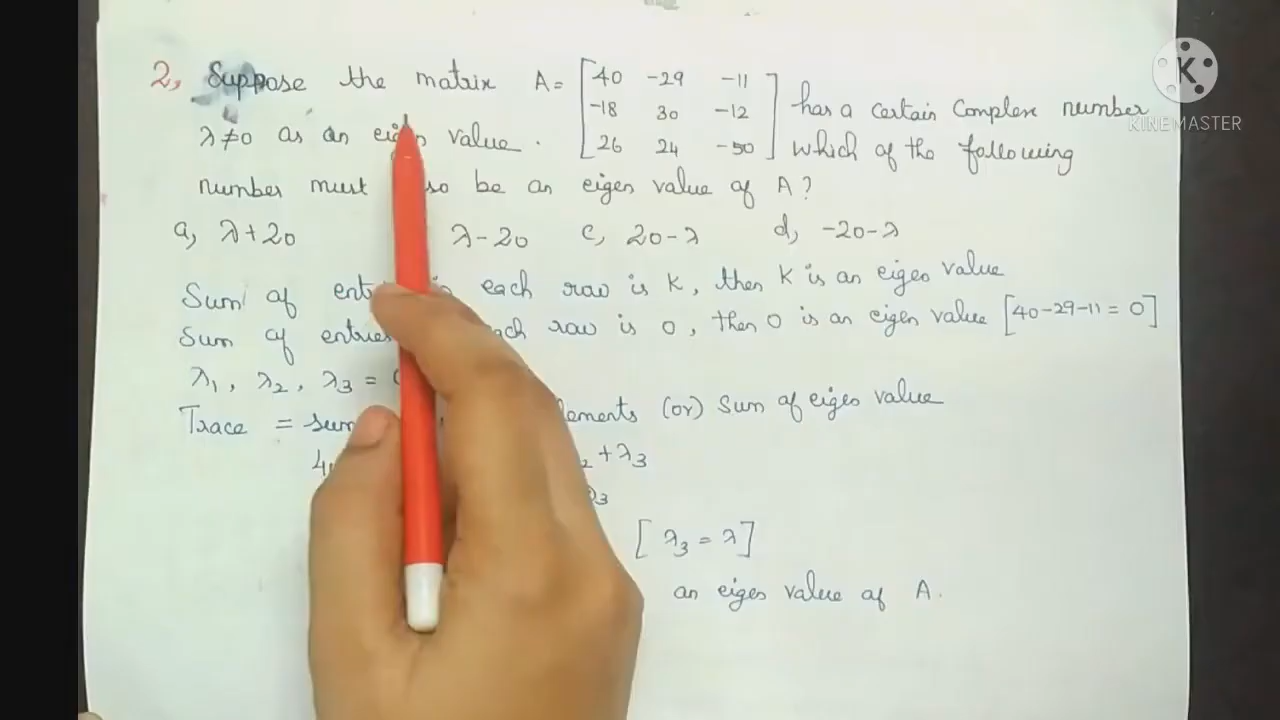 2, Suppose the matrix A = [ 40 -29 -11
-18 30 -12
26 24 -50 ] has a certain complex number
λ ≠ 0 as an eigen value. which of the following
number must be an eigen value of A?
a, λ+20 λ-20 c, 20-λ d, -20-λ
Sum of each row is K, then K is an eigen value
Sum of entries row is 0, then 0 is an eigen value [40-29-11 = 0]
λ₁, λ₂, λ₃ =
Trace = (or) Sum of eigen value
+λ₃
[λ₃ = λ]
an eigen value of A.
K
KINEMASTER